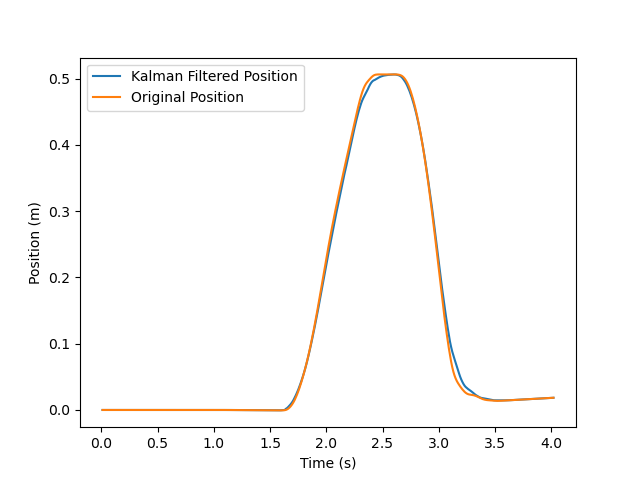 Kalman Filtered Position
Original Position
Position (m)
0.5
0.4
0.3
0.2
0.1
0.0
0.0 0.5 1.0 1.5 2.0 2.5 3.0 3.5 4.0
Time (s)